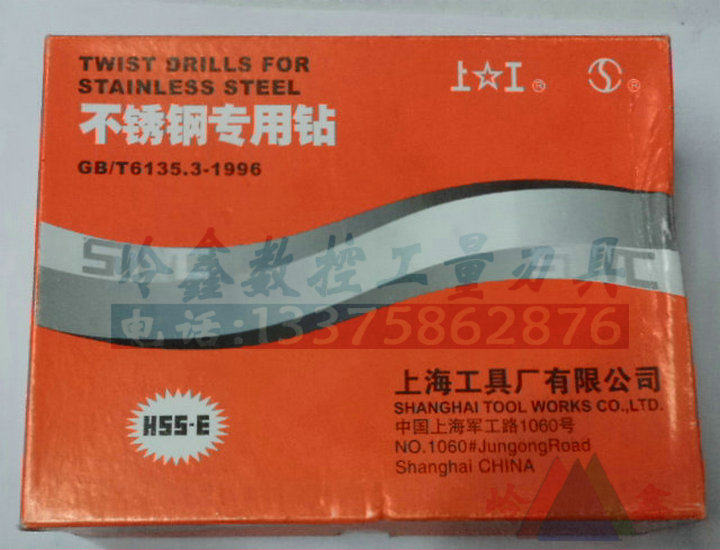 TWIST DRILLS FOR
STAINLESS STEEL
不锈钢专用钻
GB/T6135.3-1996
上☆工®
®
冷鑫数控工量刃具
电话:13375862876
HSS-E
上海工具厂有限公司
SHANGHAI TOOL WORKS CO.,LTD.
中国上海军工路1060号
NO.1060#JungongRoad
Shanghai CHINA
鑫